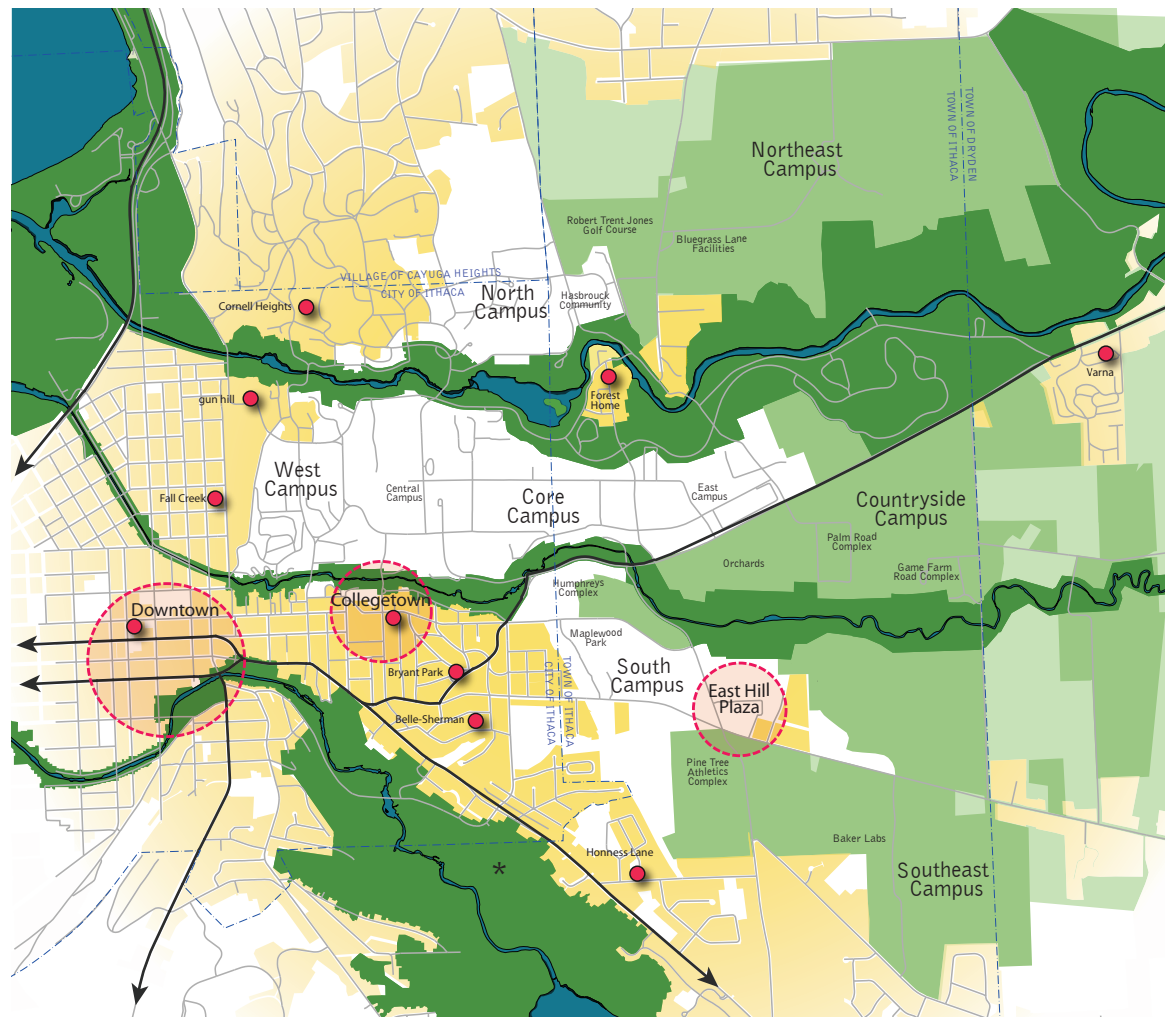 TOWN OF DRYDEN
TOWN OF ITHACA
Northeast
Campus
Robert Trent Jones
Golf Course
Bluegrass Lane
Facilities
VILLAGE OF CAYUGA HEIGHTS
CITY OF ITHACA
Cornell Heights
North
Campus
Hasbrouck
Community
Varna
gun hill
Forest
Home
West
Campus
Central
Campus
Core
Campus
East
Campus
Fall Creek
Countryside
Campus
Palm Road
Complex
Orchards
Game Farm
Road Complex
Humphreys
Complex
Downtown
Collegetown
Maplewood
Park
South
Campus
Bryant Park
TOWN OF ITHACA
CITY OF ITHACA
East Hill
Plaza
Belle-Sherman
Pine Tree
Athletics
Complex
Baker Labs
Honness Lane
*
Southeast
Campus